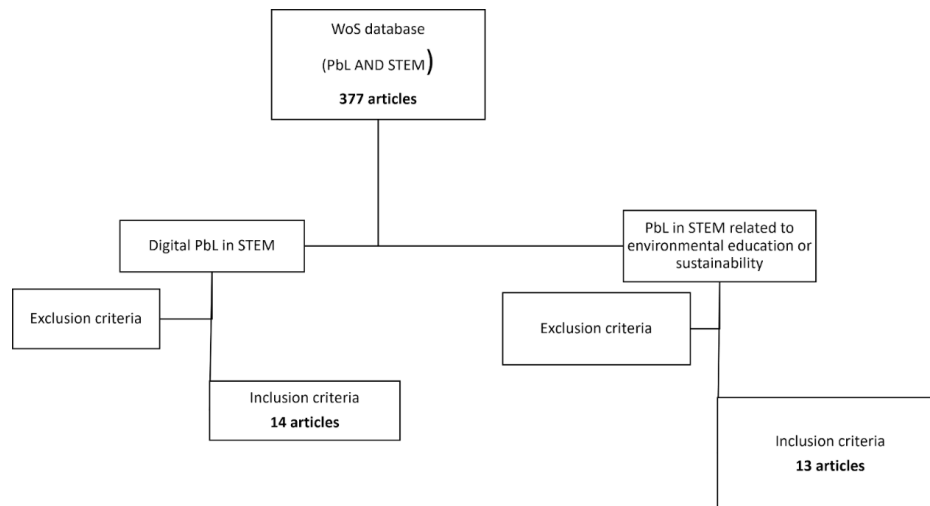 WoS database
(PbL AND STEM)
377 articles
Digital PbL in STEM
PbL in STEM related to
environmental education or
sustainability
Exclusion criteria
Exclusion criteria
Inclusion criteria
14 articles
Inclusion criteria
13 articles